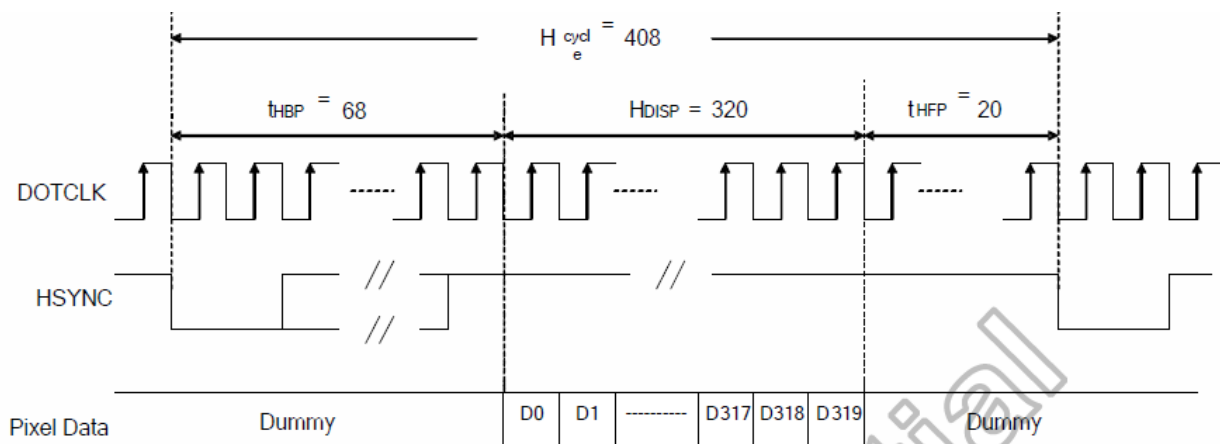 H cycle = 408
tHBP = 68
HDISP = 320
tHFP = 20
DOTCLK
HSYNC
Pixel Data
Dummy
D0
D1
D317
D318
D319
Dummy
tial